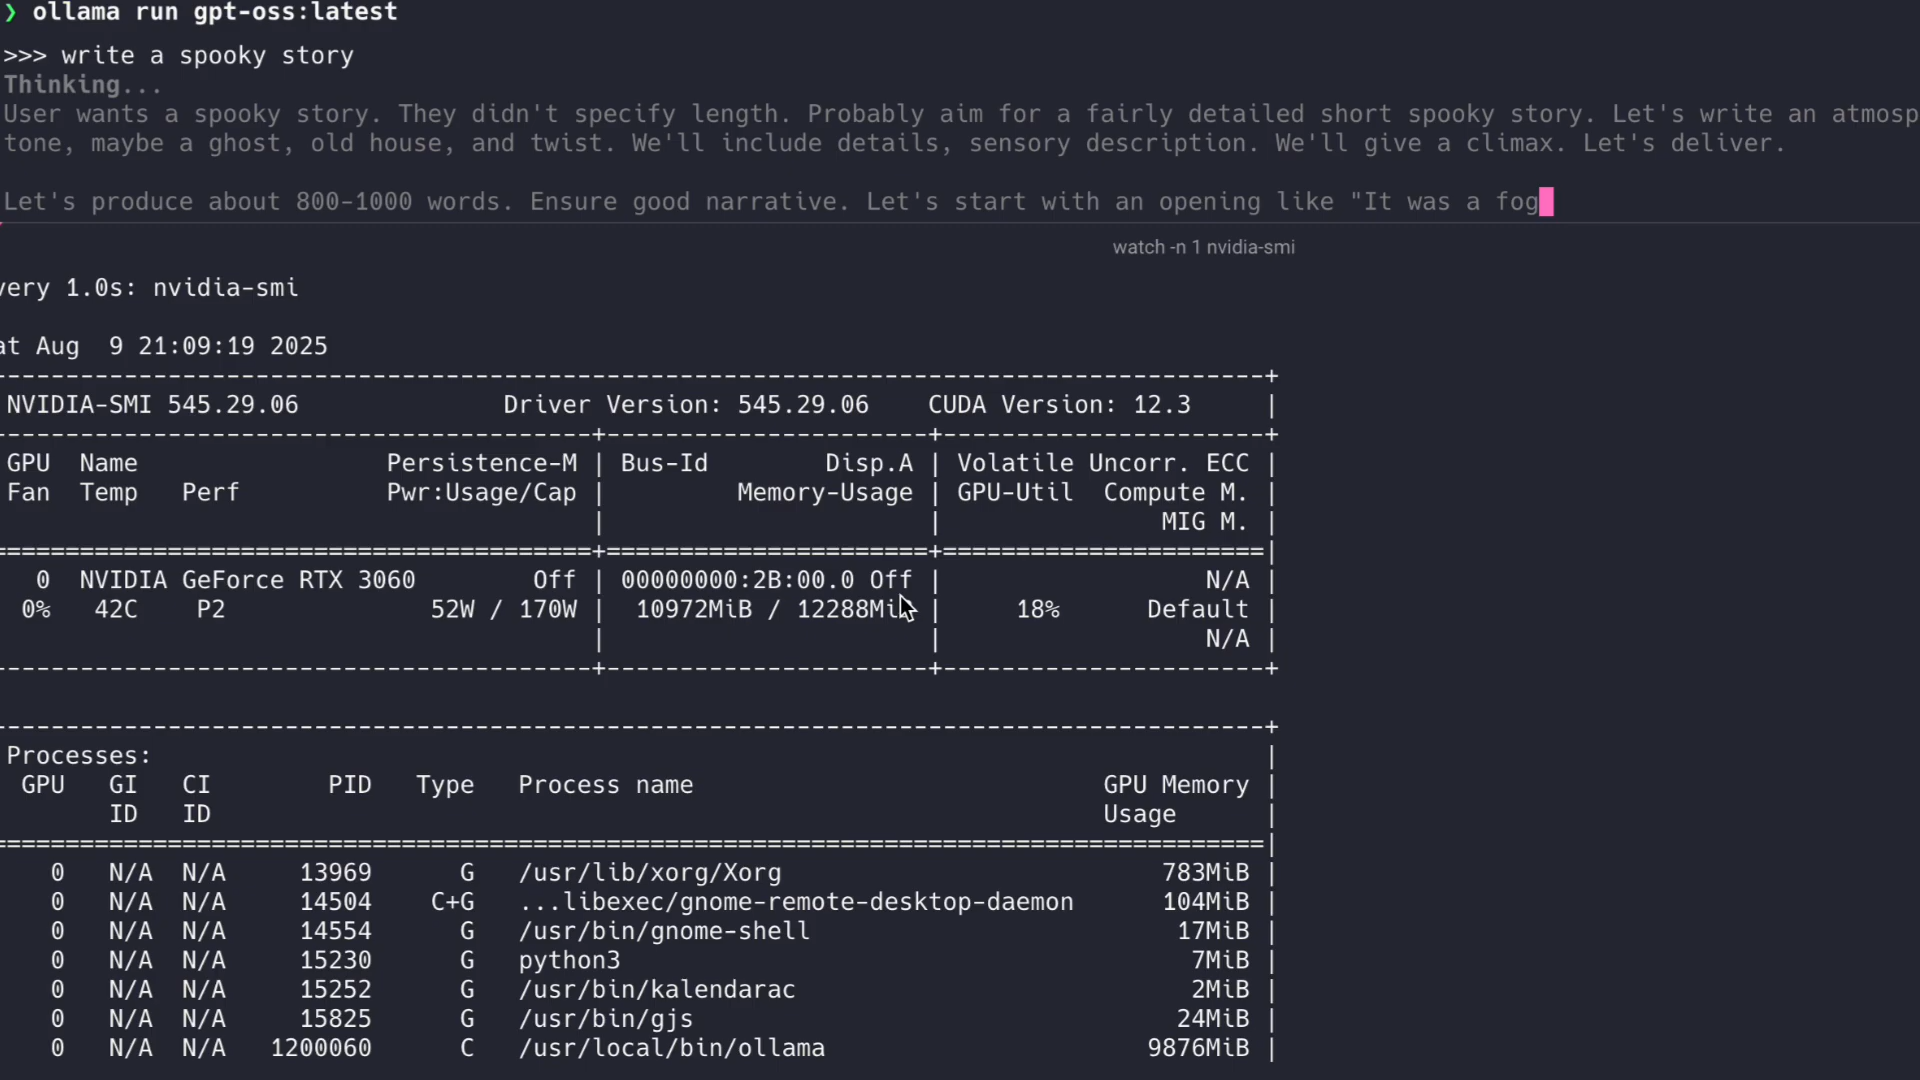 ❯ ollama run gpt-oss:latest
>>> write a spooky story
Thinking...
User wants a spooky story. They didn't specify length. Probably aim for a fairly detailed short spooky story. Let's write an atmosp
tone, maybe a ghost, old house, and twist. We'll include details, sensory description. We'll give a climax. Let's deliver.
Let's produce about 800-1000 words. Ensure good narrative. Let's start with an opening like "It was a fog
watch -n 1 nvidia-smi
very 1.0s: nvidia-smi
at Aug  9 21:09:19 2025
-----------------------------------------------------------------------------------------+
NVIDIA-SMI 545.29.06              Driver Version: 545.29.06    CUDA Version: 12.3     |
-----------------------------------------+----------------------+----------------------+
GPU  Name                 Persistence-M | Bus-Id        Disp.A | Volatile Uncorr. ECC |
Fan  Temp   Perf          Pwr:Usage/Cap |         Memory-Usage | GPU-Util  Compute M. |
|                      |               MIG M. |
=========================================+======================+======================|
0  NVIDIA GeForce RTX 3060        Off | 00000000:2B:00.0 Off |                  N/A |
0%   42C    P2              52W / 170W |  10972MiB / 12288Mi |     18%      Default |
|                      |                  N/A |
-----------------------------------------+----------------------+----------------------+
-----------------------------------------------------------------------------------------+
Processes:                                                                            |
GPU   GI   CI        PID   Type   Process name                            GPU Memory |
ID   ID                                                             Usage      |
=======================================================================================|
0   N/A  N/A     13969      G   /usr/lib/xorg/Xorg                          783MiB |
0   N/A  N/A     14504    C+G   ...libexec/gnome-remote-desktop-daemon      104MiB |
0   N/A  N/A     14554      G   /usr/bin/gnome-shell                         17MiB |
0   N/A  N/A     15230      G   python3                                       7MiB |
0   N/A  N/A     15252      G   /usr/bin/kalendarac                           2MiB |
0   N/A  N/A     15825      G   /usr/bin/gjs                                 24MiB |
0   N/A  N/A   1200060      C   /usr/local/bin/ollama                      9876MiB |